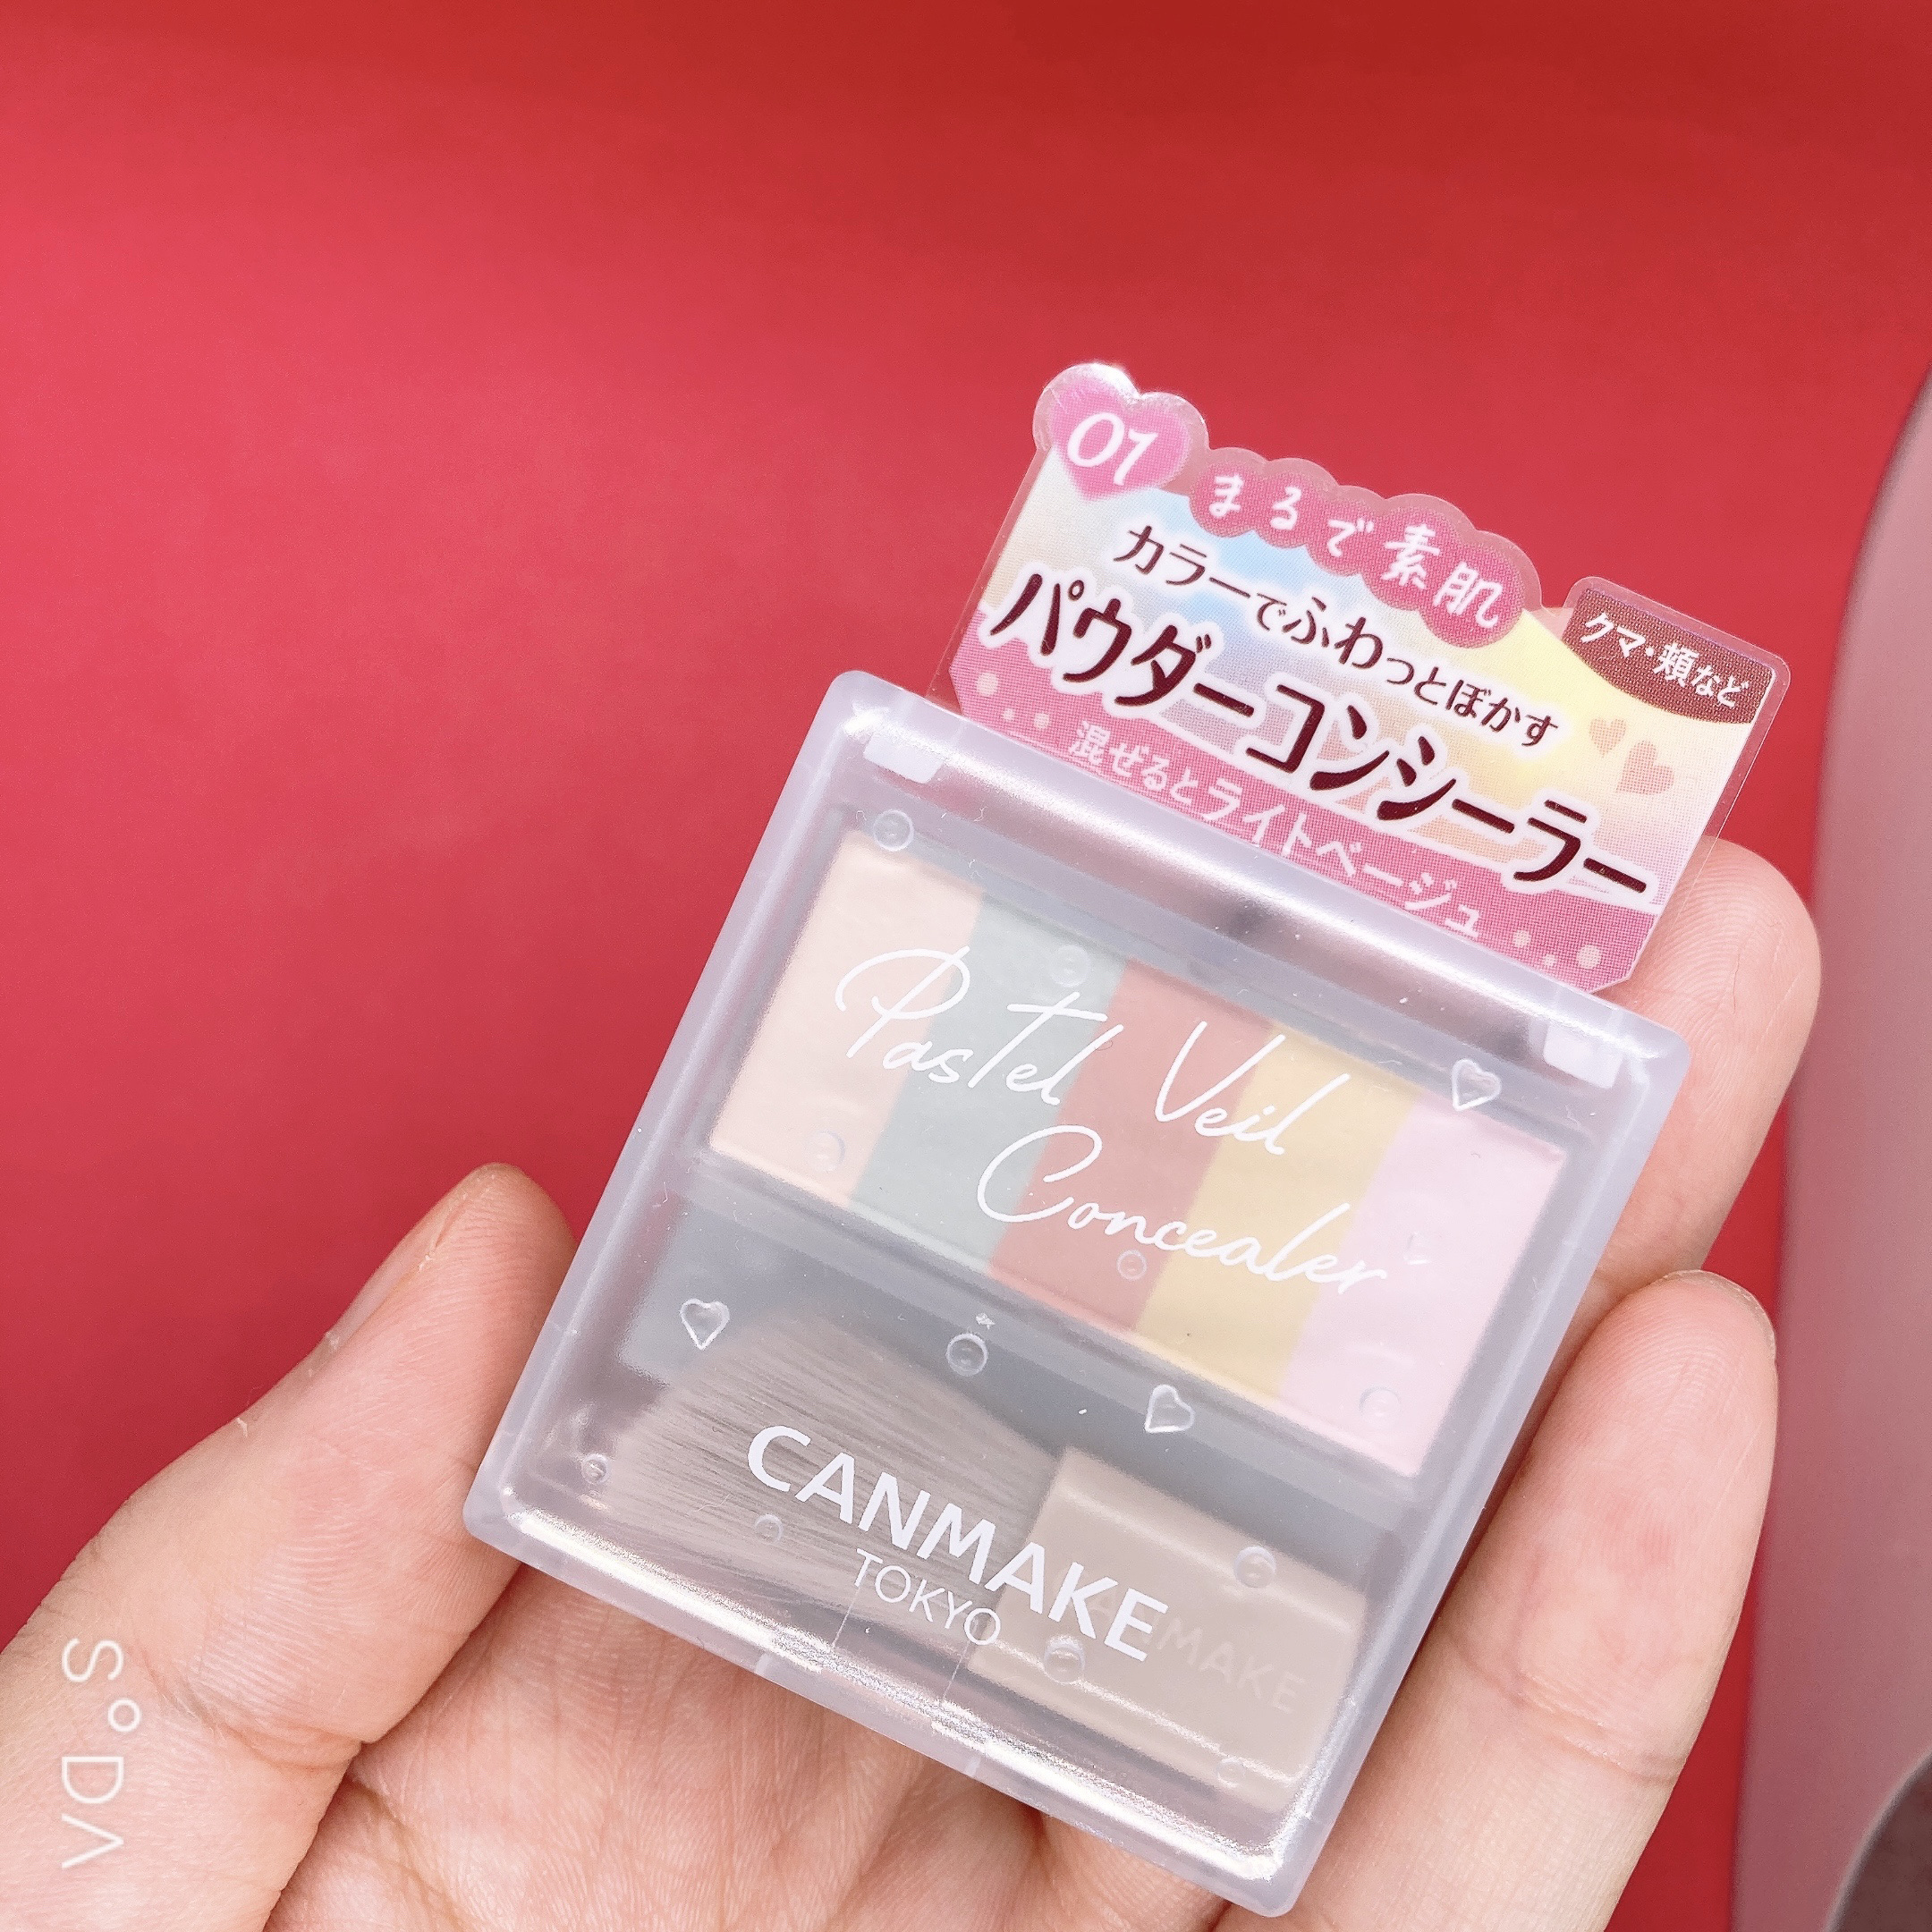 01
まるで素肌
クマ・頬など
カラーでふわっとぼかす
パウダーコンシーラー
混ぜるとライトベージュ
Pastel Veil
Concealer
CANMAKE
TOKYO
CANMAKE
SODA